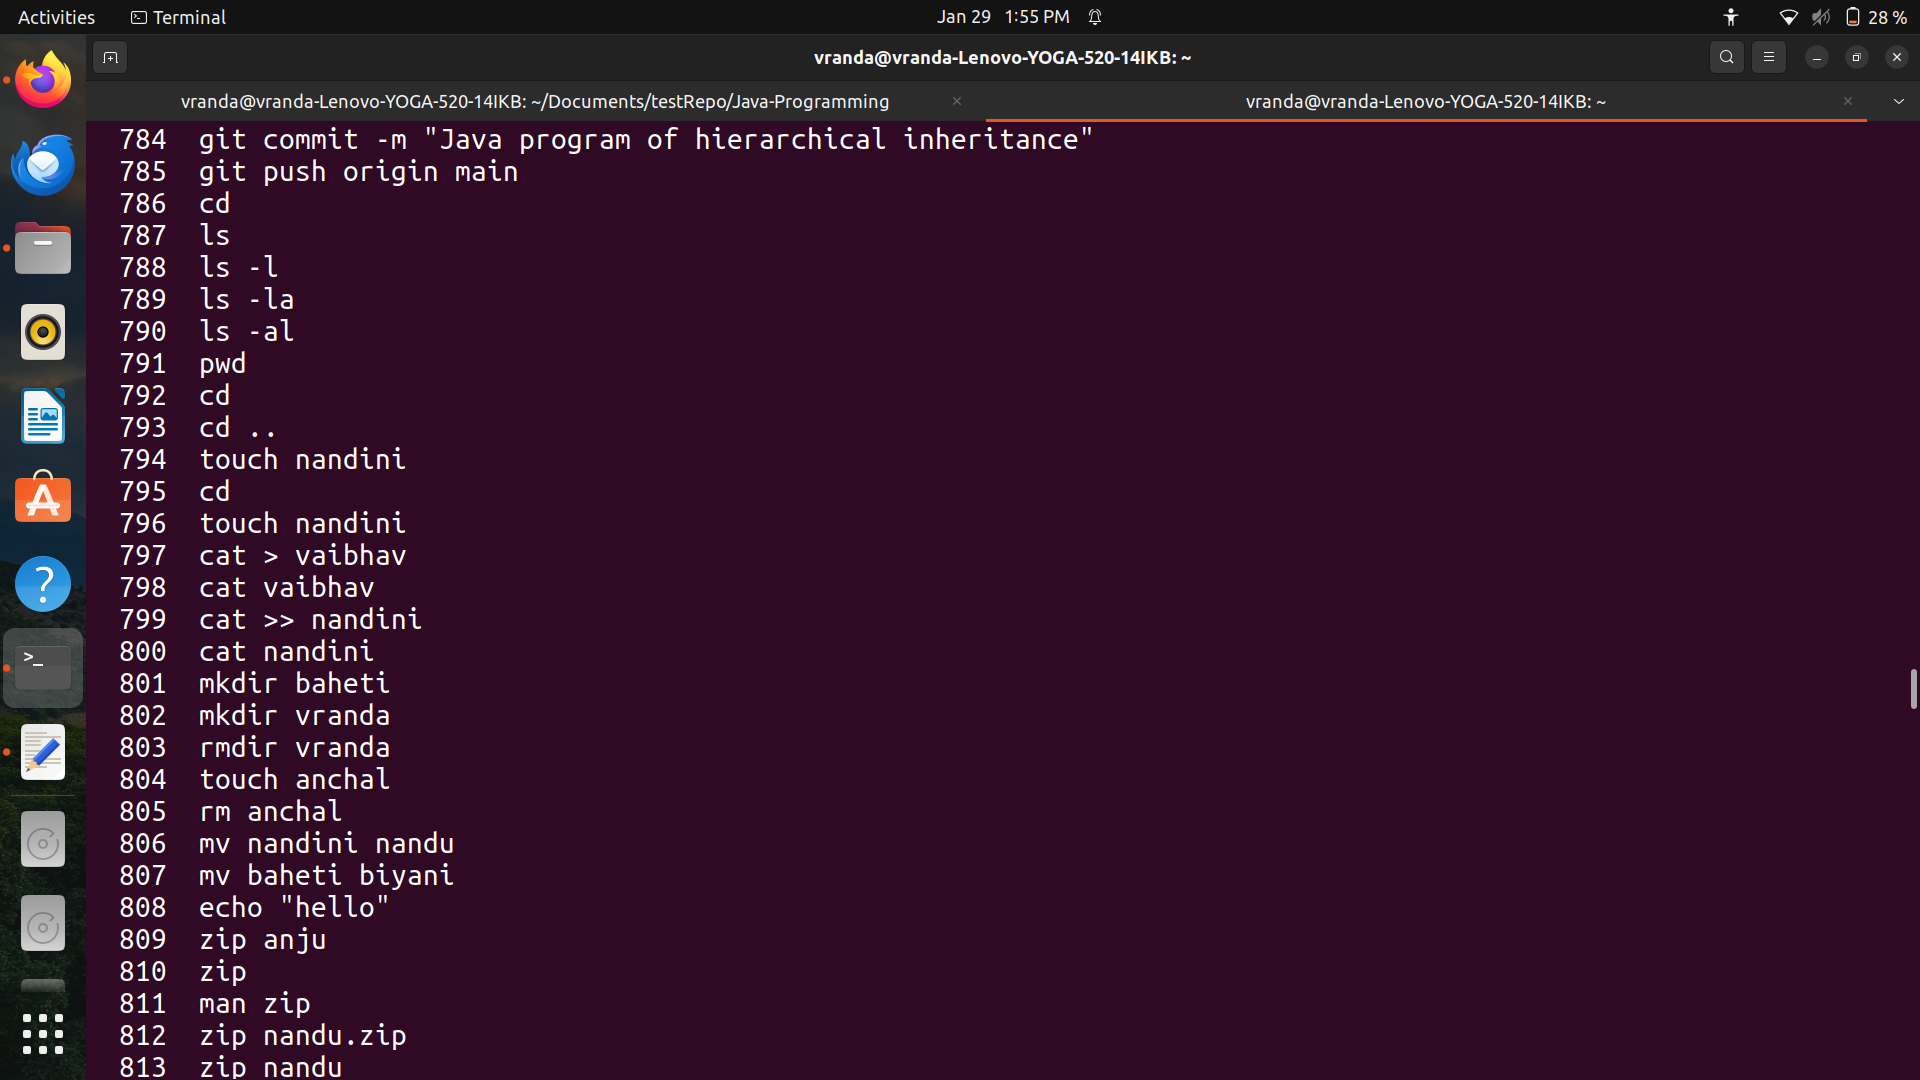 Activities Terminal Jan 29 1:55 PM 28 %
vranda@vranda-Lenovo-YOGA-520-14IKB: ~
vranda@vranda-Lenovo-YOGA-520-14IKB: ~/Documents/testRepo/Java-Programming × vranda@vranda-Lenovo-YOGA-520-14IKB: ~ ×
784 git commit -m "Java program of hierarchical inheritance"
785 git push origin main
786 cd
787 ls
788 ls -l
789 ls -la
790 ls -al
791 pwd
792 cd
793 cd ..
794 touch nandini
795 cd
796 touch nandini
797 cat > vaibhav
798 cat vaibhav
799 cat >> nandini
800 cat nandini
801 mkdir baheti
802 mkdir vranda
803 rmdir vranda
804 touch anchal
805 rm anchal
806 mv nandini nandu
807 mv baheti biyani
808 echo "hello"
809 zip anju
810 zip
811 man zip
812 zip nandu.zip
813 zip nandu